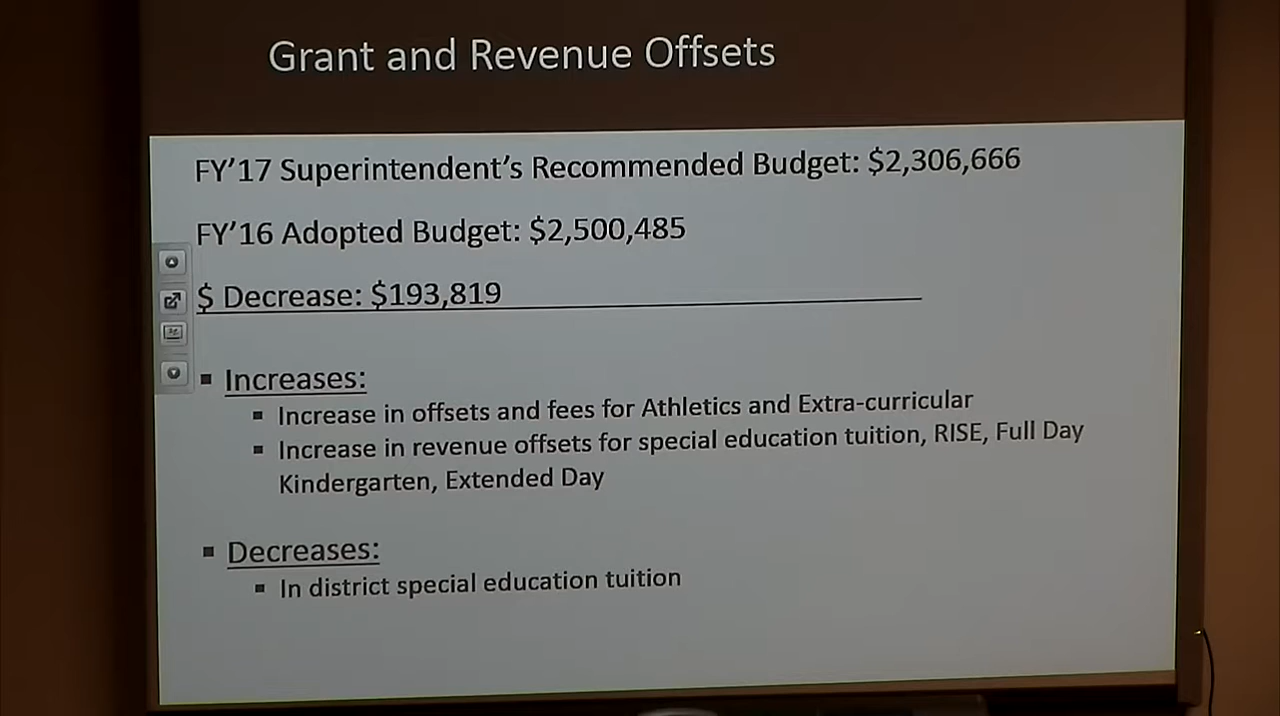 Grant and Revenue Offsets
FY’17 Superintendent’s Recommended Budget: $2,306,666
FY’16 Adopted Budget: $2,500,485
$ Decrease: $193,819
▪ Increases:
▪ Increase in offsets and fees for Athletics and Extra-curricular
▪ Increase in revenue offsets for special education tuition, RISE, Full Day
Kindergarten, Extended Day
▪ Decreases:
▪ In district special education tuition